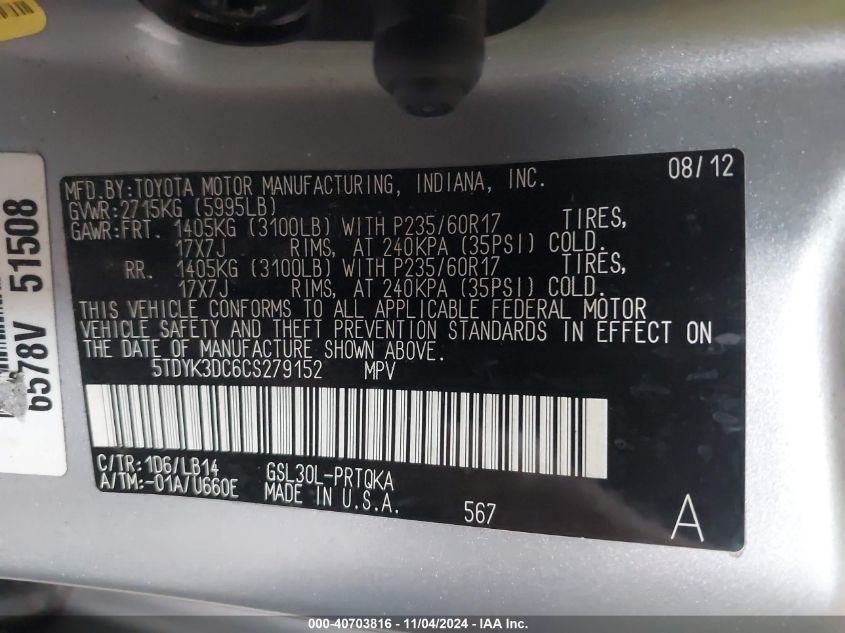 08/12
MFD.BY:TOYOTA MOTOR MANUFACTURING, INDIANA, INC.
GVWR:2715KG (5995LB)
GAWR:FRT. 1405KG (3100LB) WITH P235/60R17 TIRES,
17X7J RIMS, AT 240KPA (35PSI) COLD.
RR. 1405KG (3100LB) WITH P235/60R17 TIRES,
17X7J RIMS, AT 240KPA (35PSI) COLD.
THIS VEHICLE CONFORMS TO ALL APPLICABLE FEDERAL MOTOR
VEHICLE SAFETY AND THEFT PREVENTION STANDARDS IN EFFECT ON
THE DATE OF MANUFACTURE SHOWN ABOVE.
5TDYK3DC6CS279152 MPV
C/TR:1D6/LB14 GSL30L-PRTQKA
A/TM:-01A/U660E MADE IN U.S.A. 567
A
6578V 51508
000-40703816 - 11/04/2024 - IAA, Inc.